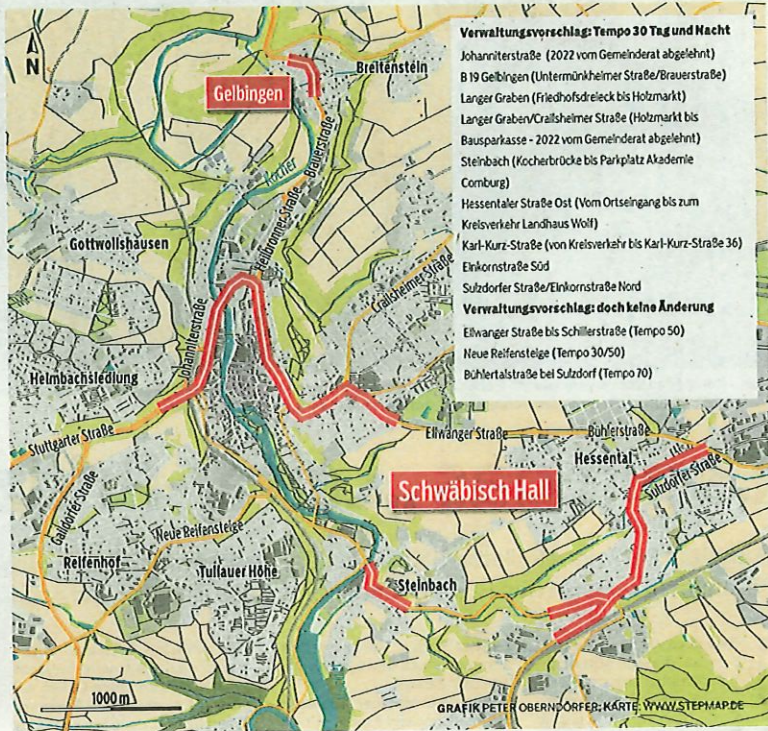 N
Gelbingen
Breitenstein
Verwaltungsvorschlag: Tempo 30 Tag und Nacht
Johanniterstraße (2022 vom Gemeinderat abgelehnt)
B 19 Gelbingen (Untermünkheimer Straße/Brauerstraße)
Langer Graben (Friedhofsdreieck bis Holzmarkt)
Langer Graben/Crailsheimer Straße (Holzmarkt bis
Bausparkasse - 2022 vom Gemeinderat abgelehnt)
Steinbach (Kocherbrücke bis Parkplatz Akademie
Comburg)
Hessentaler Straße Ost (Vom Ortseingang bis zum
Kreisverkehr Landhaus Wolf)
Karl-Kurz-Straße (von Kreisverkehr bis Karl-Kurz-Straße 36)
Einkornstraße Süd
Sulzdorfer Straße/Einkornstraße Nord
Verwaltungsvorschlag: doch keine Änderung
Ellwanger Straße bis Schillerstraße (Tempo 50)
Neue Reifensteige (Tempo 30/50)
Bühlertalstraße bei Sulzdorf (Tempo 70)
Kocher
Blauerstraße
Heilbronner Straße
Gottwollshausen
Crailsheimer-Straße
Johanniterstraße
Heimbachsiedlung
Stuttgarter Straße
Ellwanger Straße
Bühlerstraße
Hessental
Sulzdorfer-Straße
Schwäbisch Hall
Gaildorfer-Straße
Neue Reifensteige
Reifenhof
Tullauer Höhe
Steinbach
1000 m
GRAFIK PETER OBERNDÖRFER; KARTE: WWW.STEPMAP.DE